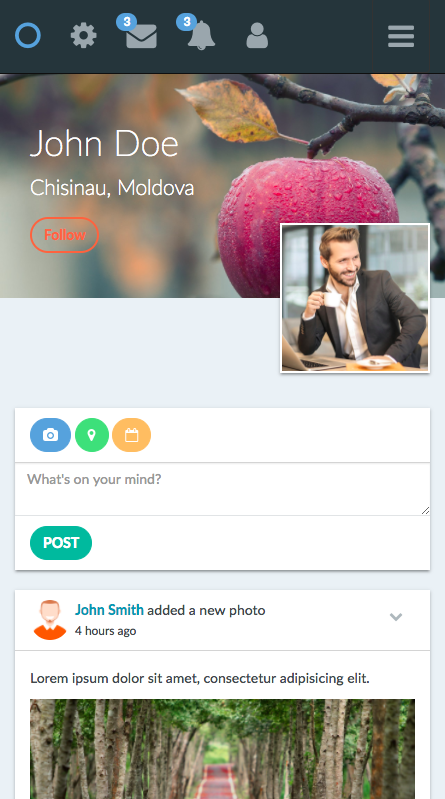 3
3
John Doe
Chisinau, Moldova
Follow
What's on your mind?
POST
John Smith added a new photo
4 hours ago
Lorem ipsum dolor sit amet, consectetur adipisicing elit.